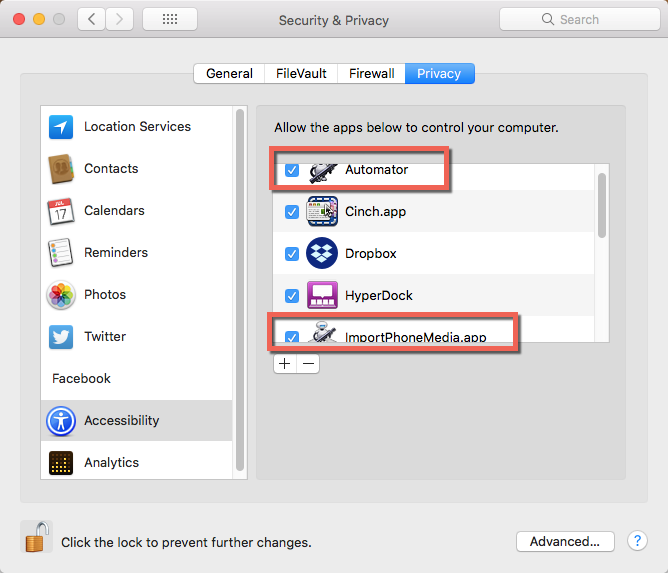 Security & Privacy
Search
General
FileVault
Firewall
Privacy
Location Services
Contacts
JUL
17
Calendars
Reminders
Photos
Twitter
Facebook
Accessibility
Analytics
Allow the apps below to control your computer.
Automator
Cinch.app
Dropbox
HyperDock
ImportPhoneMedia.app
+
−
Click the lock to prevent further changes.
Advanced...
?